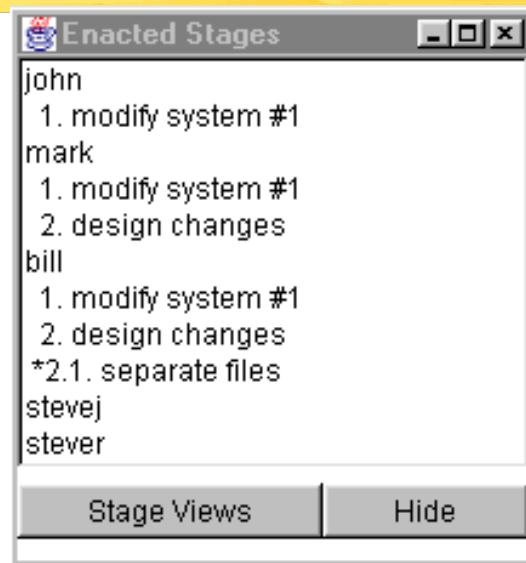 Enacted Stages
john
1. modify system #1
mark
1. modify system #1
2. design changes
bill
1. modify system #1
2. design changes
*2.1. separate files
stevej
stever
Stage Views Hide